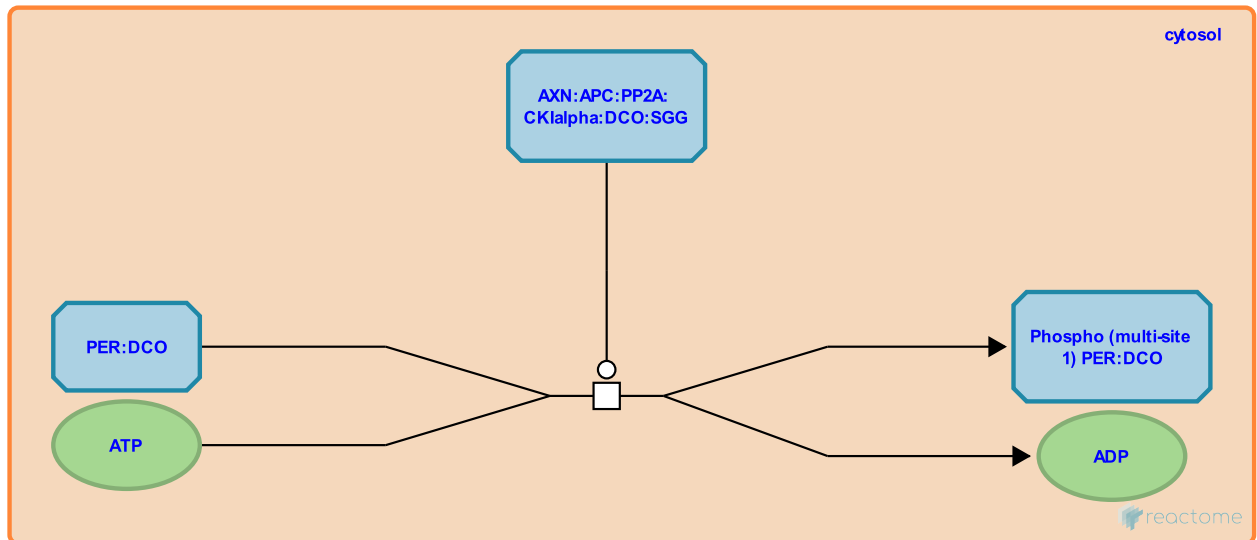 cytosol
AXN:APC:PP2A:
CKIalpha:DCO:SGG
PER:DCO
ATP
Phospho (multi-site
1) PER:DCO
ADP
reactome